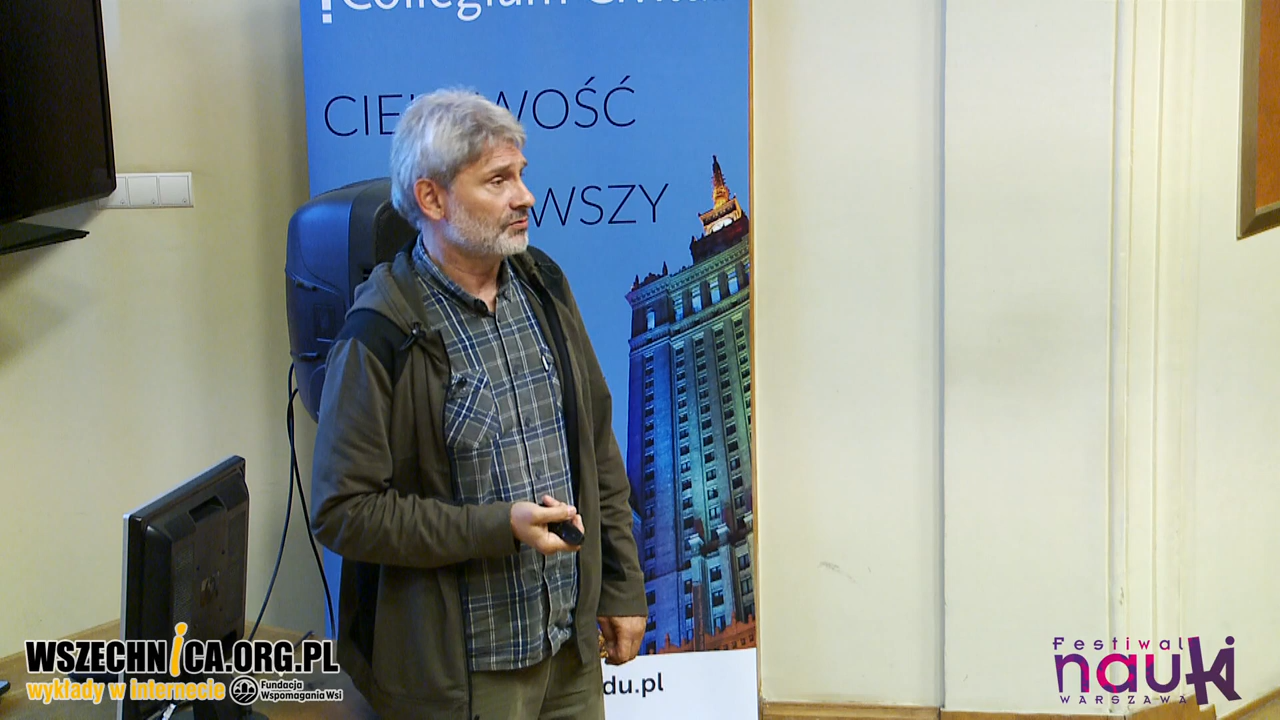 Collegium
CIE WOŚĆ
WSZY
du.pl
WSZECHNICA.ORG.PL
wykłady w internecie
Fundacja
Wspomagania Wsi
Festiwal
nauki
WARSZAWA